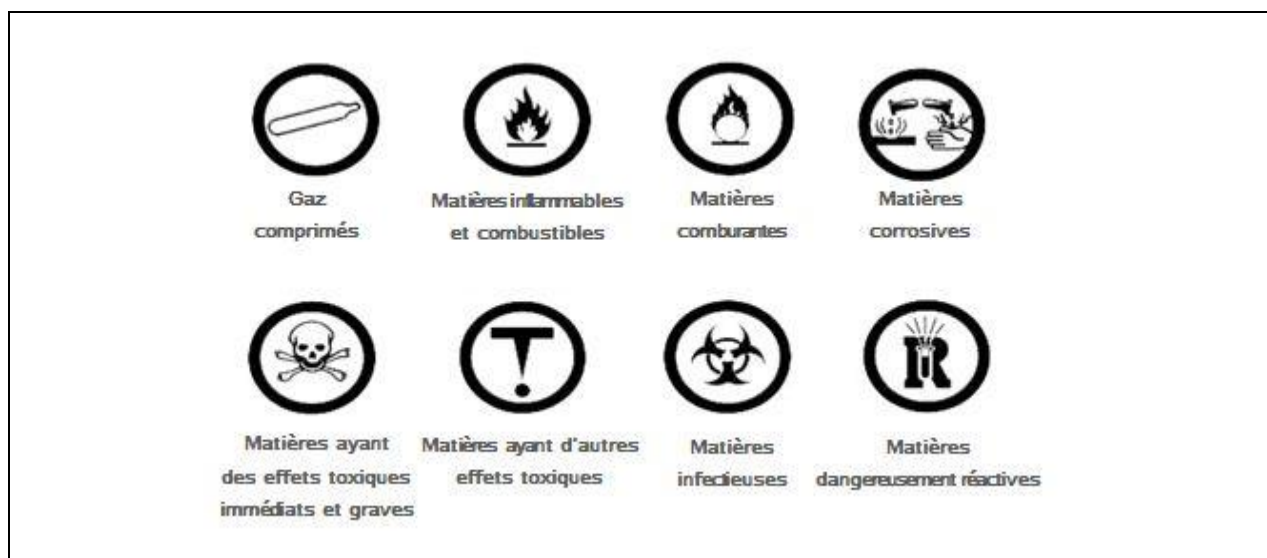 Gaz
comprimés
Matières inflammables
et combustibles
Matières
comburantes
Matières
corrosives
Matières ayant
des effets toxiques
immédiats et graves
Matières ayant d'autres
effets toxiques
Matières
infectieuses
R
Matières
dangereusement réactives